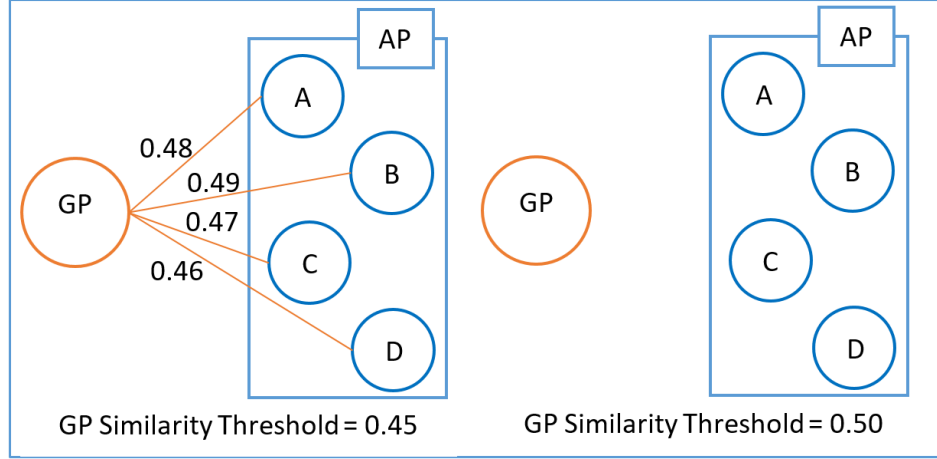 AP
A
0.48
B
GP
0.49
0.47
C
0.46
D
GP Similarity Threshold = 0.45
AP
A
B
GP
C
D
GP Similarity Threshold = 0.50